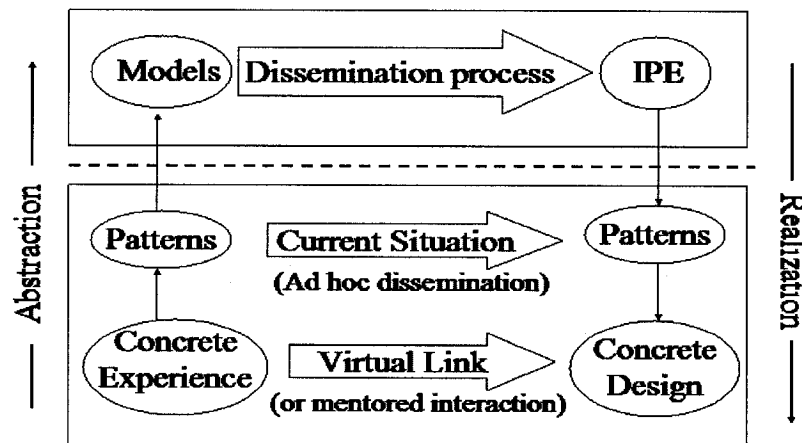 Models
Dissemination process
IPE
Abstraction
Realization
Patterns
Current Situation
(Ad hoc dissemination)
Patterns
Concrete
Experience
Virtual Link
(or mentored interaction)
Concrete
Design